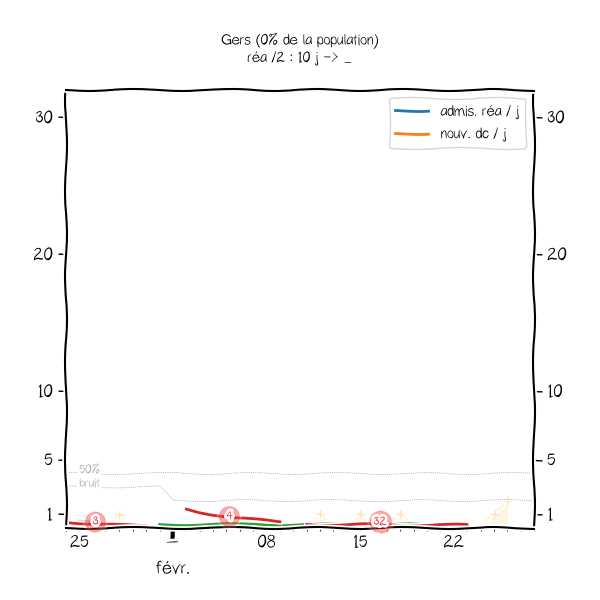 Gers (0% de la population)
réa /2 : 10 j -> _
admis. réa / j
nouv. dc / j
30 30
20 20
10 10
5 5
50%
bruit
1 1
3 4 32
25 1 08 15 22
févr.